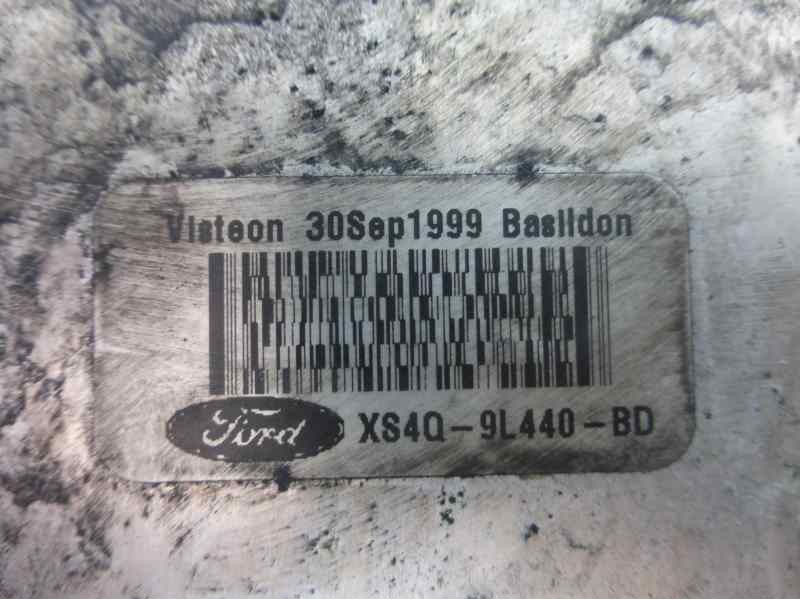 Visteon 30Sep1999 Basildon
Ford XS4Q-9L440-BD